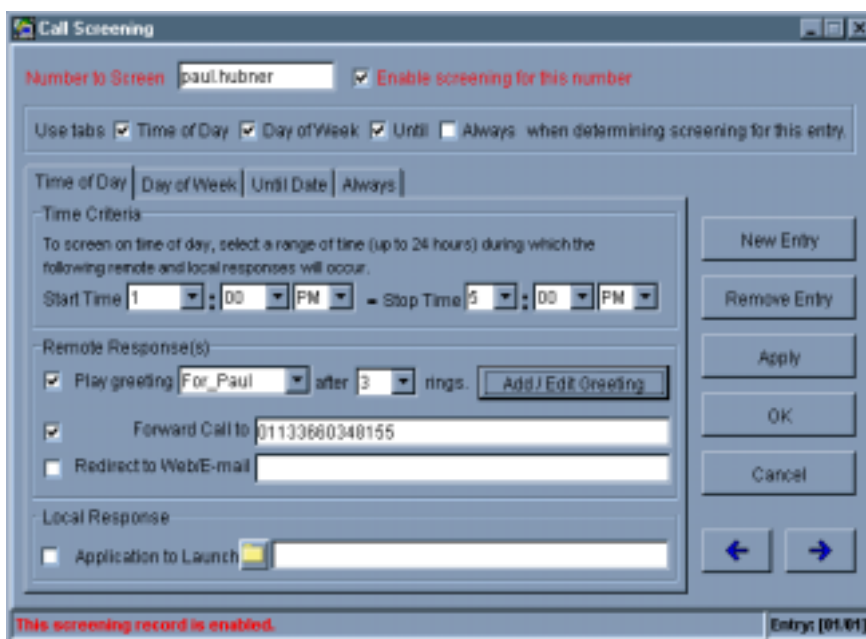 Call Screening
Number to Screen paul.hubner Enable screening for this number
Use tabs Time of Day Day of Week Until Always when determining screening for this entry.
Time of Day Day of Week Until Date Always
Time Criteria
To screen on time of day, select a range of time (up to 24 hours) during which the
following remote and local responses will occur.
Start Time 1 : 00 PM - Stop Time 5 : 00 PM
Remote Response(s)
Play greeting For_Paul after 3 rings. Add / Edit Greeting
Forward Call to 01133660348155
Redirect to Web/E-mail
Local Response
Application to Launch
New Entry
Remove Entry
Apply
OK
Cancel
This screening record is enabled. Entry: [01/01]